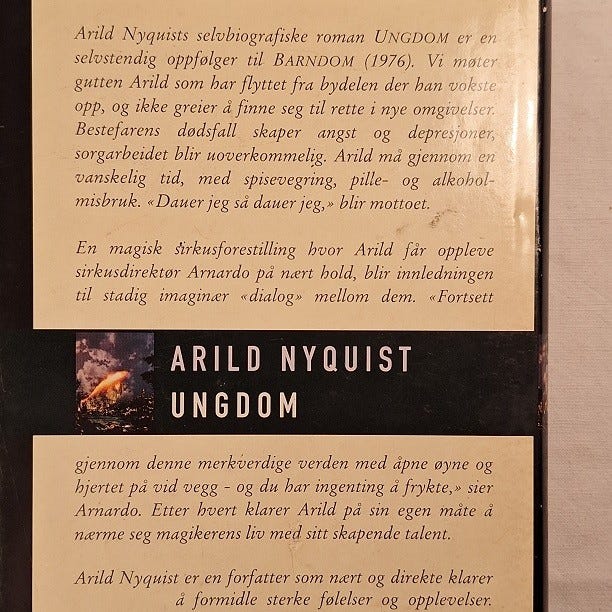 Arild Nyquists selvbiografiske roman UNGDOM er en
selvstendig oppfølger til BARNDOM (1976). Vi møter
gutten Arild som har flyttet fra bydelen der han vokste
opp, og ikke greier å finne seg til rette i nye omgivelser.
Bestefarens dødsfall skaper angst og depresjoner,
sorgarbeidet blir uoverkommelig. Arild må gjennom en
vanskelig tid, med spisevegring, pille- og alkohol-
misbruk. «Dauer jeg så dauer jeg,» blir mottoet.
En magisk sirkusforestilling hvor Arild får oppleve
sirkusdirektør Arnardo på nært hold, blir innledningen
til stadig imaginær «dialog» mellom dem. «Fortsett
ARILD NYQUIST
UNGDOM
gjennom denne merkverdige verden med åpne øyne og
hjertet på vid vegg - og du har ingenting å frykte,» sier
Arnardo. Etter hvert klarer Arild på sin egen måte å
nærme seg magikerens liv med sitt skapende talent.
Arild Nyquist er en forfatter som nært og direkte klarer
å formidle sterke følelser og opplevelser.